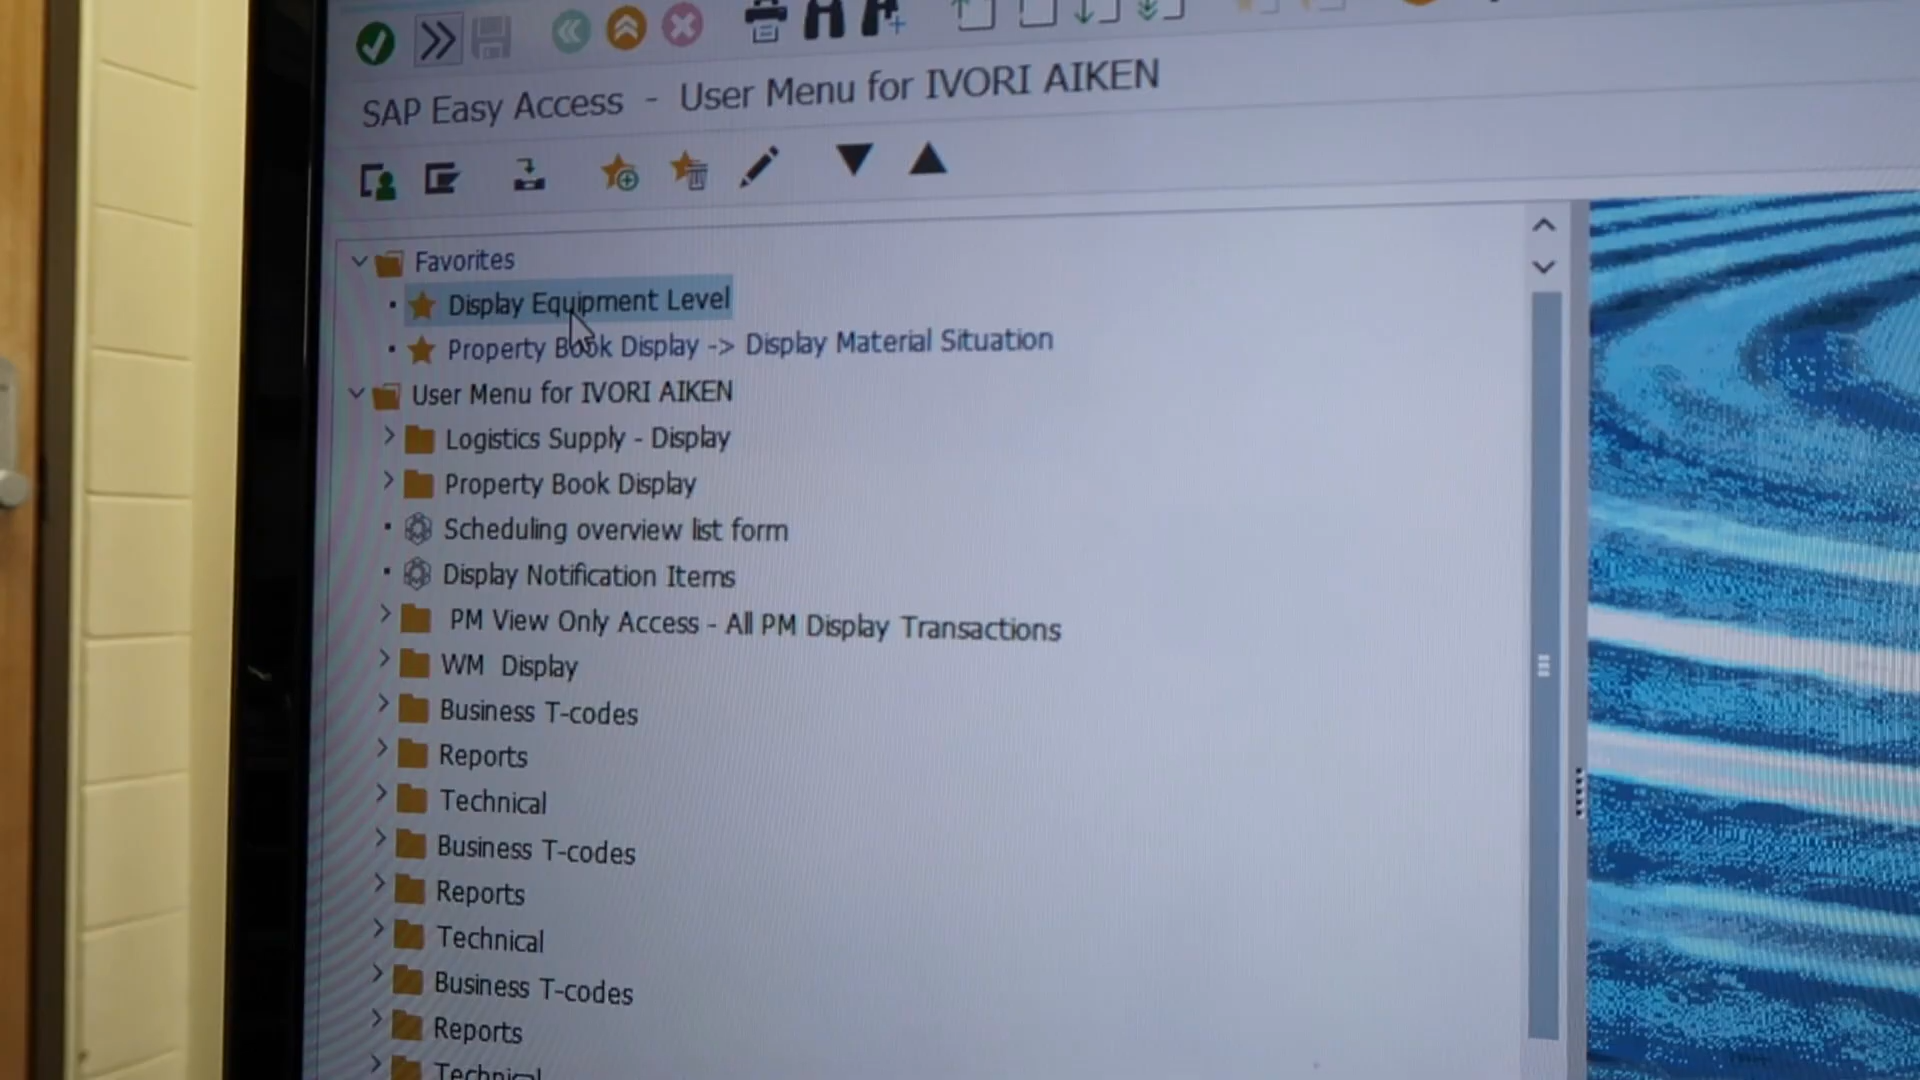 SAP Easy Access - User Menu for IVORI AIKEN
Favorites
Display Equipment Level
Property Book Display -> Display Material Situation
User Menu for IVORI AIKEN
Logistics Supply - Display
Property Book Display
Scheduling overview list form
Display Notification Items
PM View Only Access - All PM Display Transactions
WM Display
Business T-codes
Reports
Technical
Business T-codes
Reports
Technical
Business T-codes
Reports
Technical